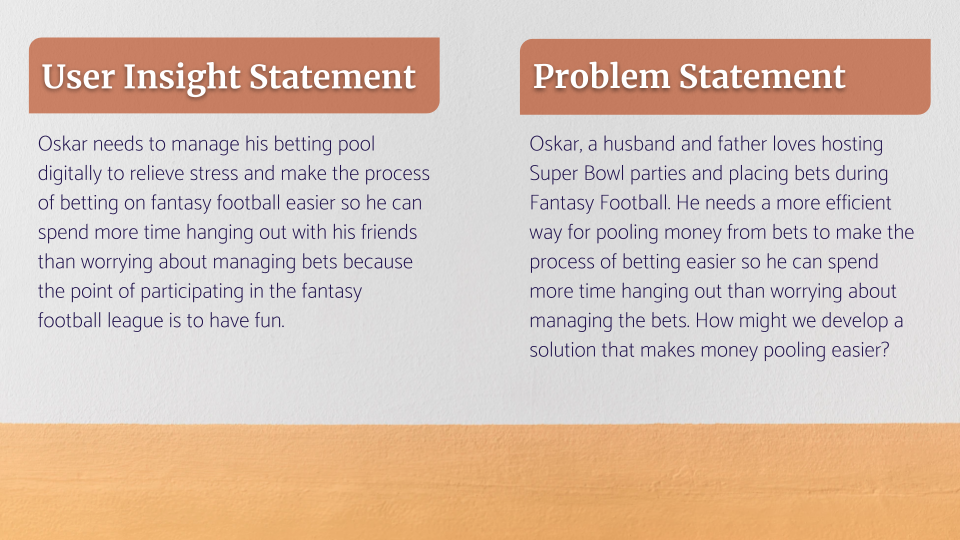 User Insight Statement
Oskar needs to manage his betting pool
digitally to relieve stress and make the process
of betting on fantasy football easier so he can
spend more time hanging out with his friends
than worrying about managing bets because
the point of participating in the fantasy
football league is to have fun.
Problem Statement
Oskar, a husband and father loves hosting
Super Bowl parties and placing bets during
Fantasy Football. He needs a more efficient
way for pooling money from bets to make the
process of betting easier so he can spend
more time hanging out than worrying about
managing the bets. How might we develop a
solution that makes money pooling easier?